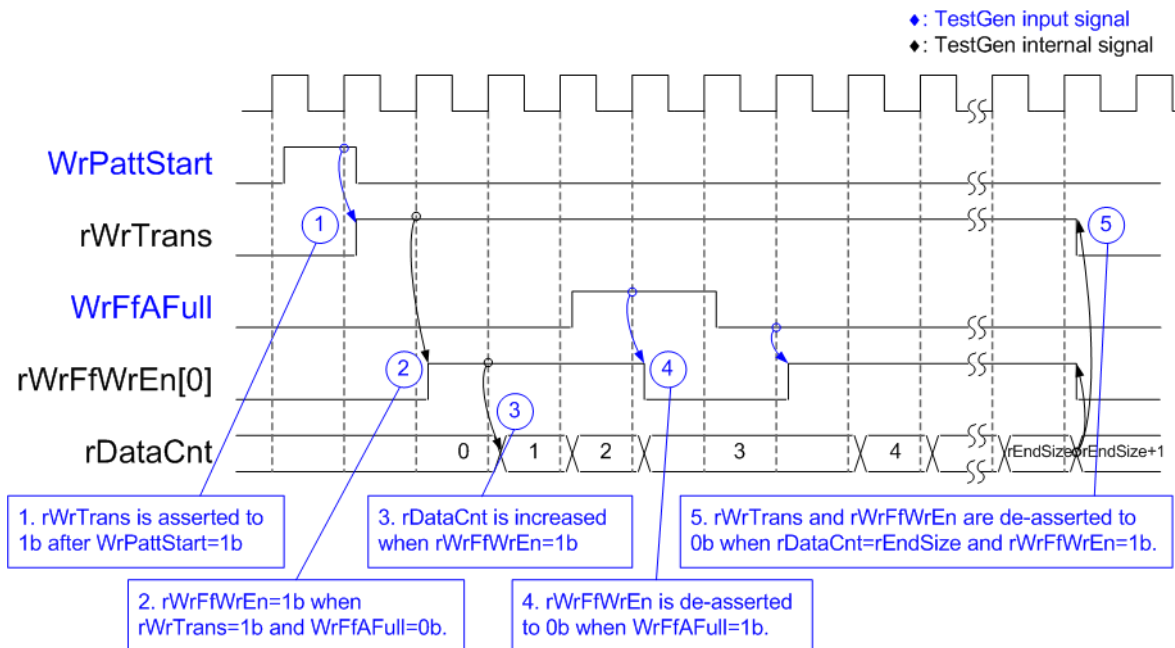 ♦: TestGen input signal
♦: TestGen internal signal
WrPattStart
rWrTrans
1
5
WrFfAFull
rWrFfWrEn[0]
2
4
3
rDataCnt
0
1
2
3
4
rEndSize
rEndSize+1
1. rWrTrans is asserted to
1b after WrPattStart=1b
3. rDataCnt is increased
when rWrFfWrEn=1b
5. rWrTrans and rWrFfWrEn are de-asserted to
0b when rDataCnt=rEndSize and rWrFfWrEn=1b.
2. rWrFfWrEn=1b when
rWrTrans=1b and WrFfAFull=0b.
4. rWrFfWrEn is de-asserted
to 0b when WrFfAFull=1b.